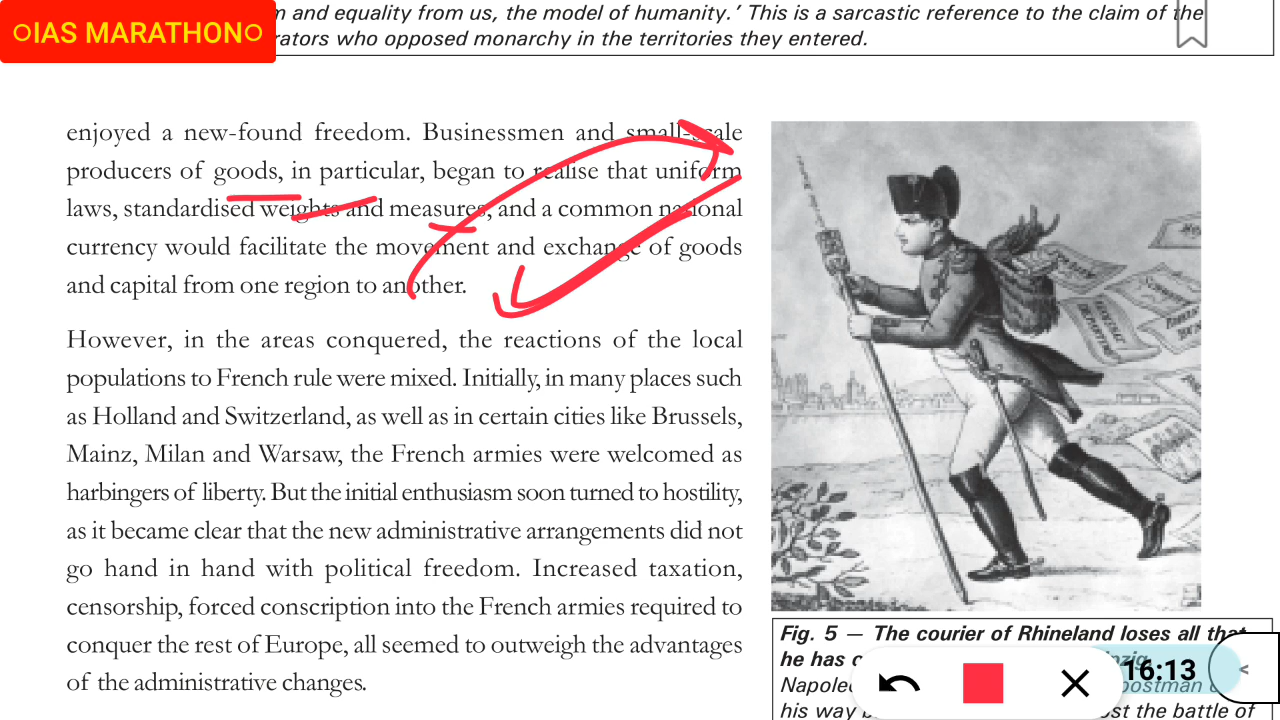 ○IAS MARATHON○
and equality from us, the model of humanity.’ This is a sarcastic reference to the claim of the
who opposed monarchy in the territories they entered.
enjoyed a new-found freedom. Businessmen and small-scale
producers of goods, in particular, began to realise that uniform
laws, standardised weights and measures, and a common national
currency would facilitate the movement and exchange of goods
and capital from one region to another.
However, in the areas conquered, the reactions of the local
populations to French rule were mixed. Initially, in many places such
as Holland and Switzerland, as well as in certain cities like Brussels,
Mainz, Milan and Warsaw, the French armies were welcomed as
harbingers of liberty. But the initial enthusiasm soon turned to hostility,
as it became clear that the new administrative arrangements did not
go hand in hand with political freedom. Increased taxation,
censorship, forced conscription into the French armies required to
conquer the rest of Europe, all seemed to outweigh the advantages
of the administrative changes.
Fig. 5 — The courier of Rhineland loses all that
he has
16:13
<
postman
his way
the battle of